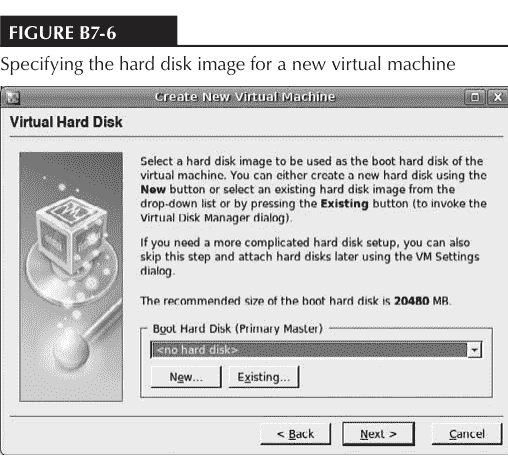 FIGURE B7-6
Specifying the hard disk image for a new virtual machine
Create New Virtual Machine
Virtual Hard Disk
Select a hard disk image to be used as the boot hard disk of the
virtual machine. You can either create a new hard disk using the
New button or select an existing hard disk image from the
drop-down list or by pressing the Existing button (to invoke the
Virtual Disk Manager dialog).
If you need a more complicated hard disk setup, you can also
skip this step and attach hard disks later using the VM Settings
dialog.
The recommended size of the boot hard disk is 20480 MB.
Boot Hard Disk (Primary Master)
<no hard disk>
New... Existing...
< Back Next > Cancel